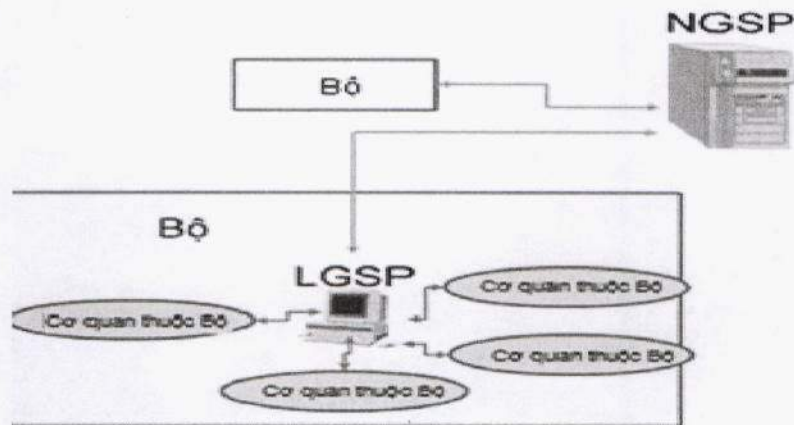 NGSP
Bộ
Bộ
LGSP
Cơ quan thuộc Bộ
Cơ quan thuộc Bộ
Cơ quan thuộc Bộ
Cơ quan thuộc Bộ